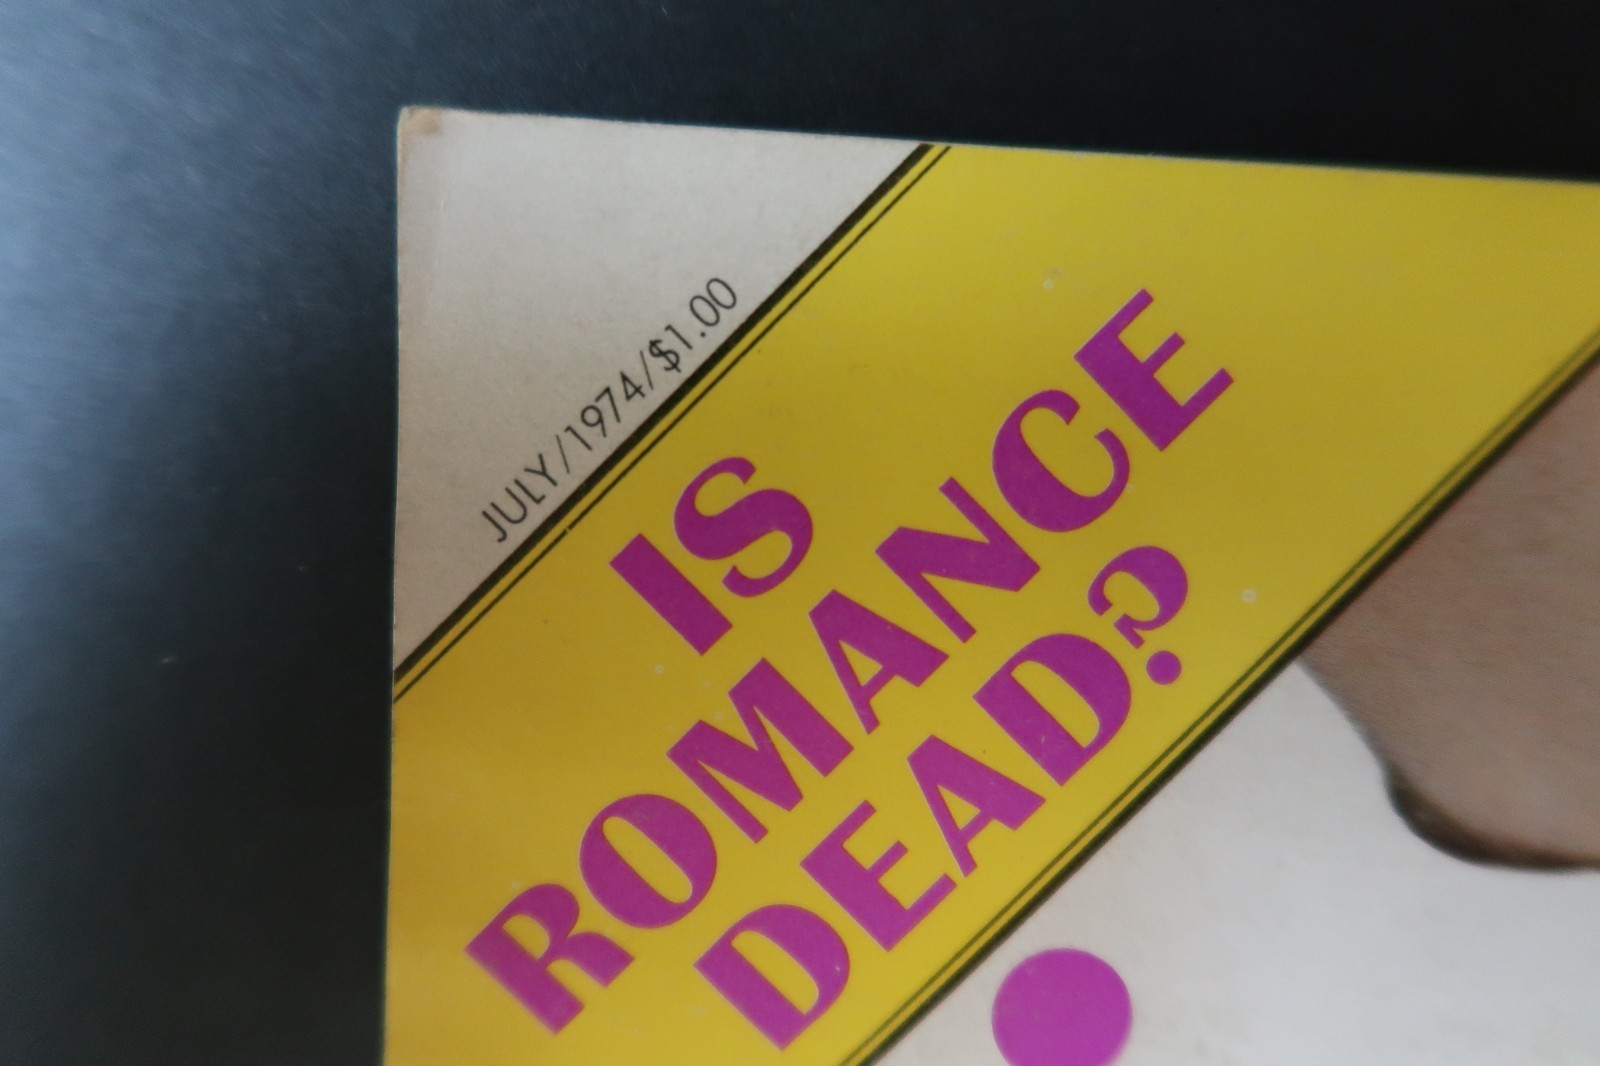 JULY/1974/$1.00
IS
ROMANCE
DEAD?